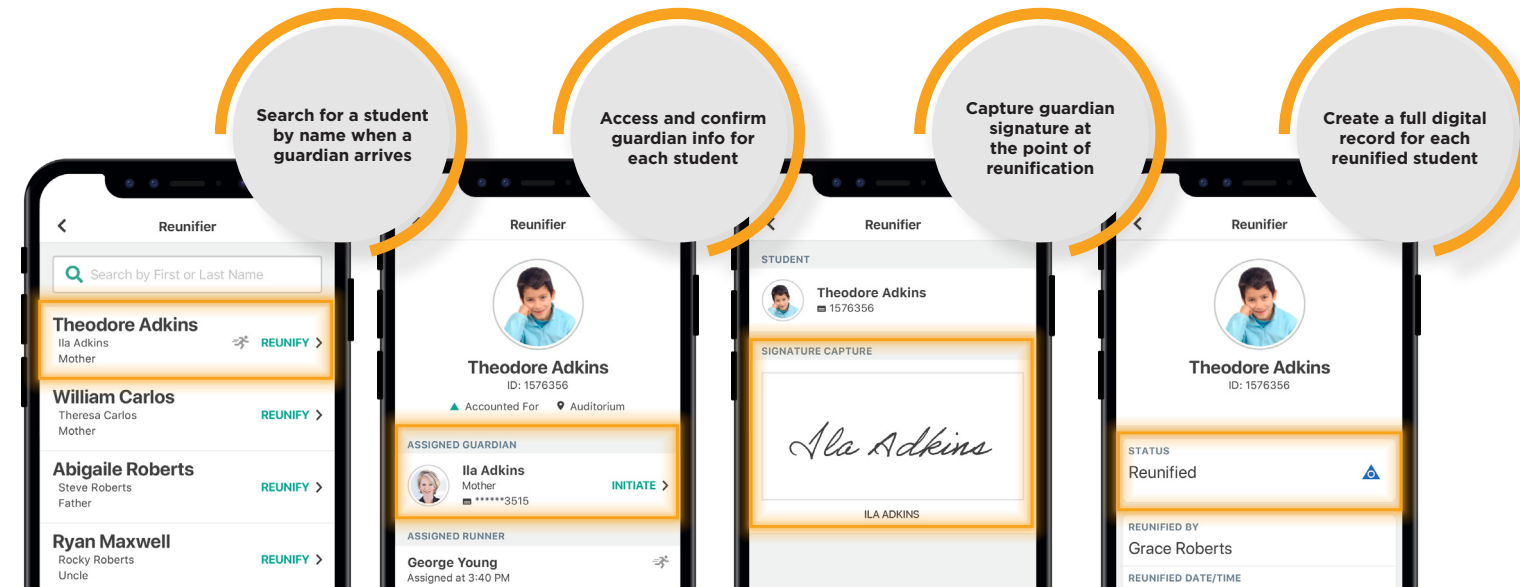 Search for a student
by name when a
guardian arrives
Reunifier
Search by First or Last Name
Theodore Adkins
Ila Adkins
Mother
REUNIFY
William Carlos
Theresa Carlos
Mother
REUNIFY
Abigaile Roberts
Steve Roberts
Father
REUNIFY
Ryan Maxwell
Rocky Roberts
Uncle
REUNIFY
Access and confirm
guardian info for
each student
Reunifier
Theodore Adkins
ID: 1576356
Accounted For Auditorium
ASSIGNED GUARDIAN
Ila Adkins
Mother
******3515
INITIATE
ASSIGNED RUNNER
George Young
Assigned at 3:40 PM
Capture guardian
signature at
the point of
reunification
Reunifier
STUDENT
Theodore Adkins
1576356
SIGNATURE CAPTURE
Ila Adkins
ILA ADKINS
Create a full digital
record for each
reunified student
Reunifier
Theodore Adkins
ID: 1576356
STATUS
Reunified
REUNIFIED BY
Grace Roberts
REUNIFIED DATE/TIME